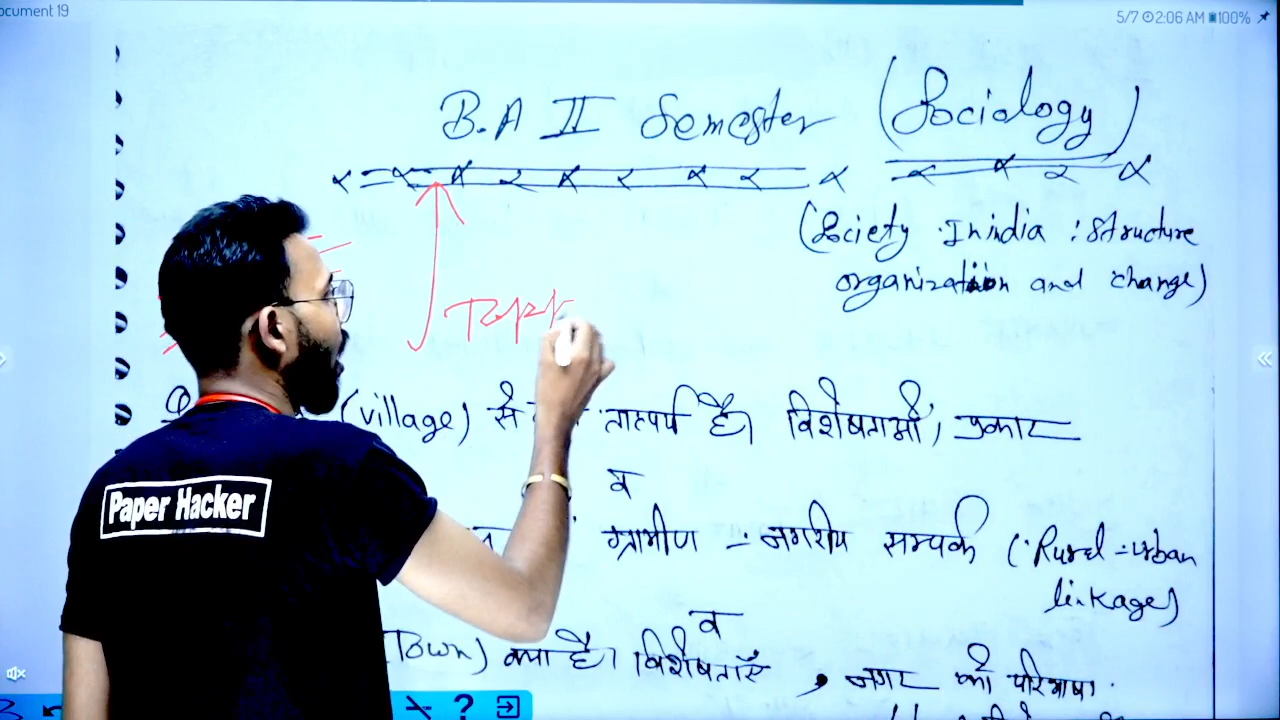 ocument 19
5/7 2:06 AM 100%
B.A II Semester (Sociology)
(Society In india : structure
organization and change)
(village) से तात्पर्य है। विशेषताओं, प्रकार
व
ग्रामीण - नगरीय सम्पर्क (Rural-urban
linkage)
व
(Town) क्या है। विशेषताएँ, नगर की परिभाषा
Paper Hacker